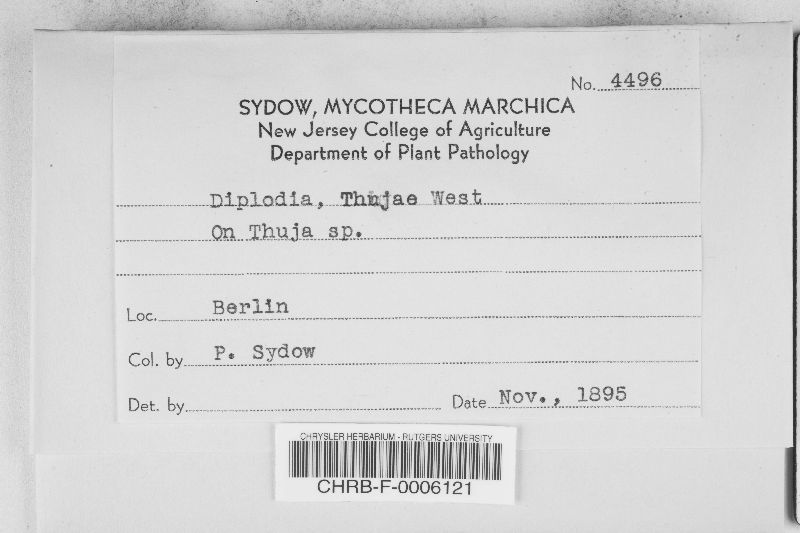 No. 4496
SYDOW, MYCOTHECA MARCHICA
New Jersey College of Agriculture
Department of Plant Pathology
Diplodia, Thujae West
On Thuja sp.
Loc. Berlin
Col. by P. Sydow
Det. by
Date Nov., 1895
CHRYSLER HERBARIUM - RUTGERS UNIVERSITY
CHRB-F-0006121